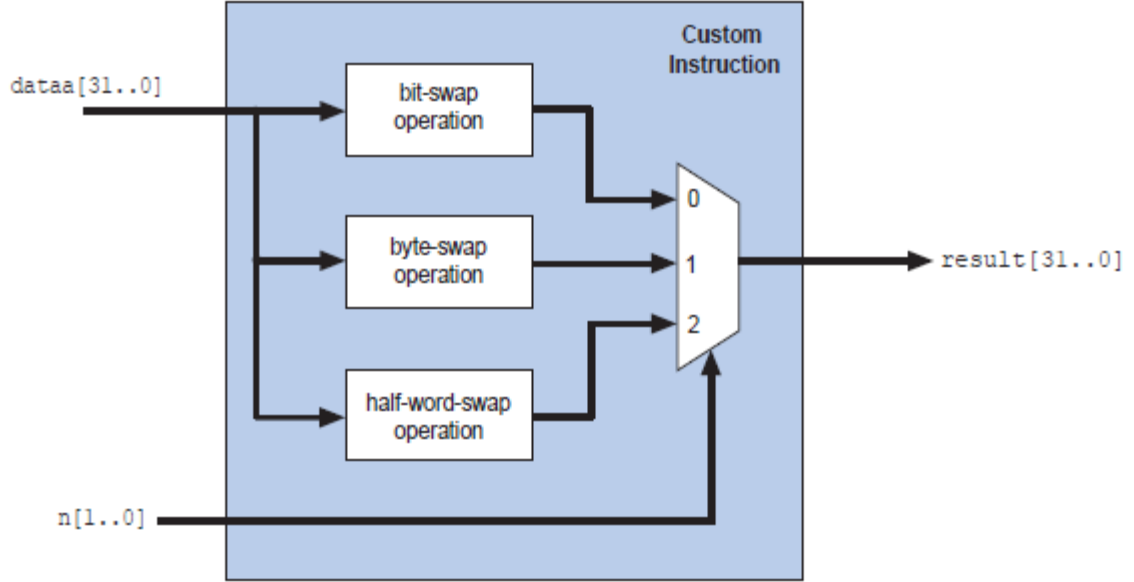 Custom
Instruction
dataa[31..0]
bit-swap
operation
0
byte-swap
operation
1
result[31..0]
2
half-word-swap
operation
n[1..0]